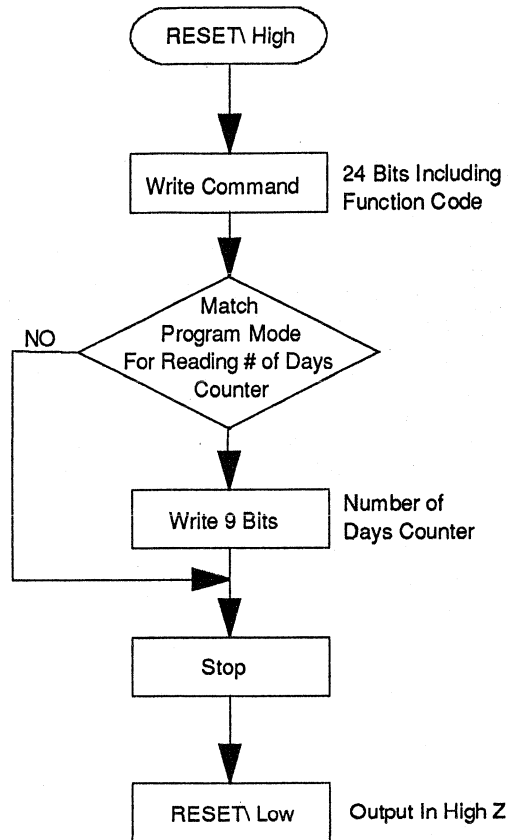 RESET\ High
Write Command
24 Bits Including
Function Code
Match
Program Mode
For Reading # of Days
Counter
NO
Write 9 Bits
Number of
Days Counter
Stop
RESET\ Low
Output In High Z